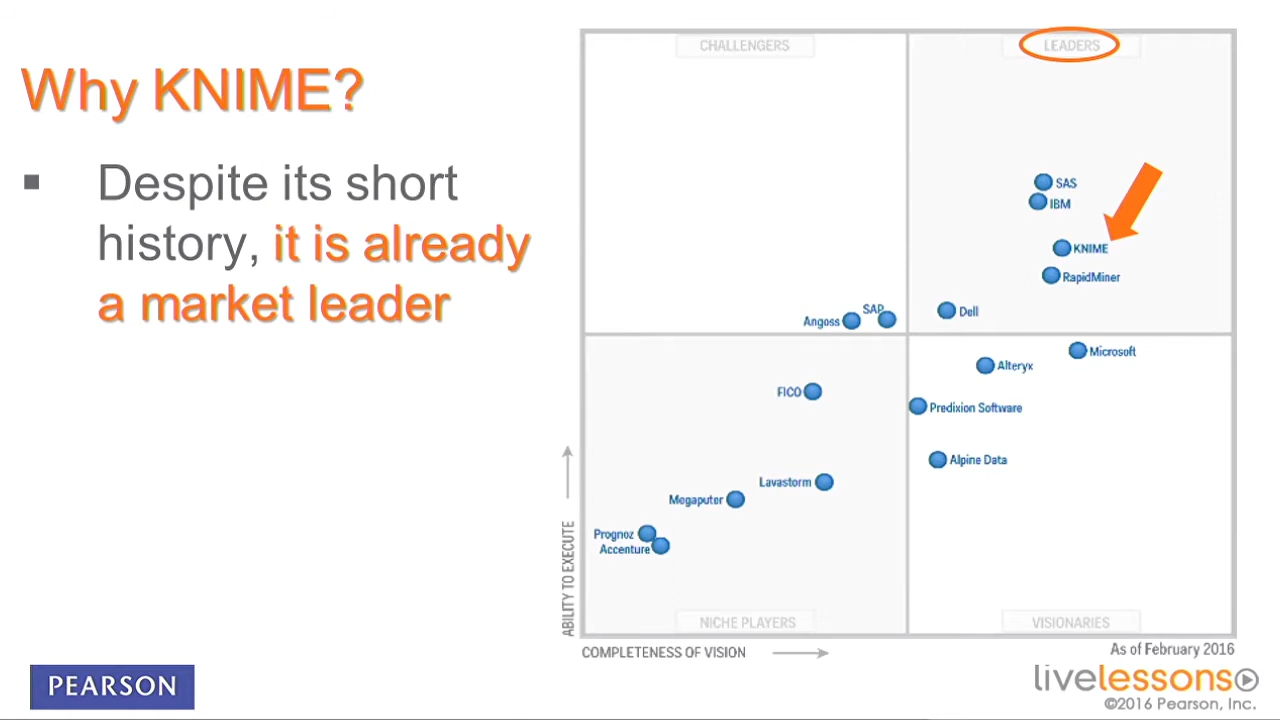 Why KNIME?
▪ Despite its short
history, it is already
a market leader
CHALLENGERS
LEADERS
SAS
IBM
KNIME
RapidMiner
Dell
SAP
Angoss
Microsoft
Alteryx
FICO
Predixion Software
Alpine Data
Lavastorm
Megaputer
Prognoz
Accenture
ABILITY TO EXECUTE
NICHE PLAYERS
VISIONARIES
COMPLETENESS OF VISION
As of February 2016
PEARSON
livelessons
©2016 Pearson, Inc.